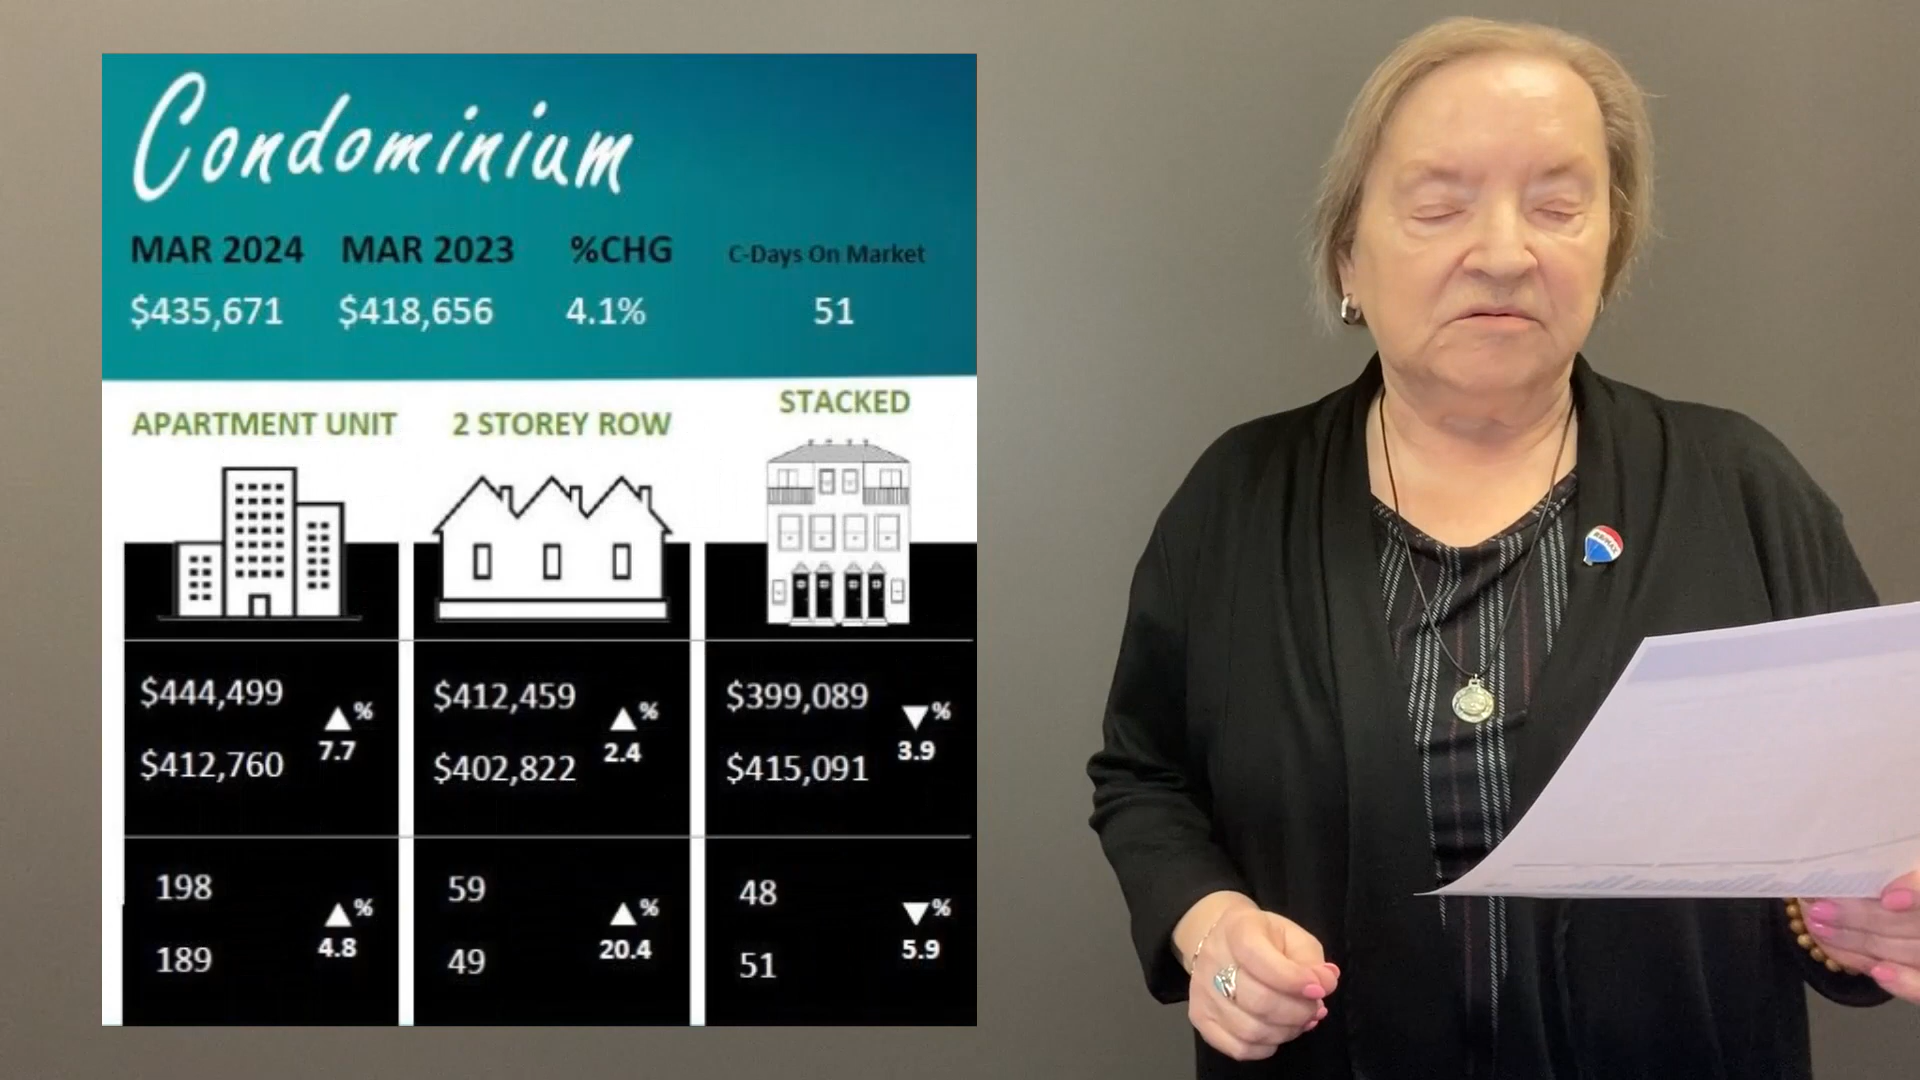 Condominium
MAR 2024 MAR 2023 %CHG C-Days On Market
$435,671 $418,656 4.1% 51
APARTMENT UNIT 2 STOREY ROW STACKED
$444,499 ▲% $412,459 ▲% $399,089 ▼%
7.7 2.4 3.9
$412,760 $402,822 $415,091
198 ▲% 59 ▲% 48 ▼%
4.8 20.4 5.9
189 49 51
RE/MAX